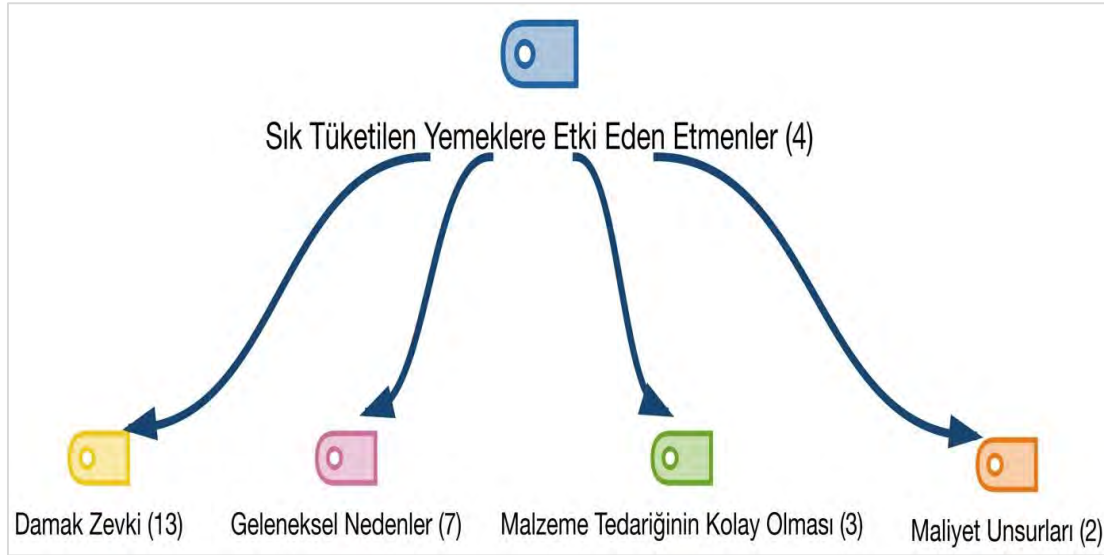 Sık Tüketilen Yemeklere Etki Eden Etmenler (4)
Damak Zevki (13)
Geleneksel Nedenler (7)
Malzeme Tedariğinin Kolay Olması (3)
Maliyet Unsurları (2)